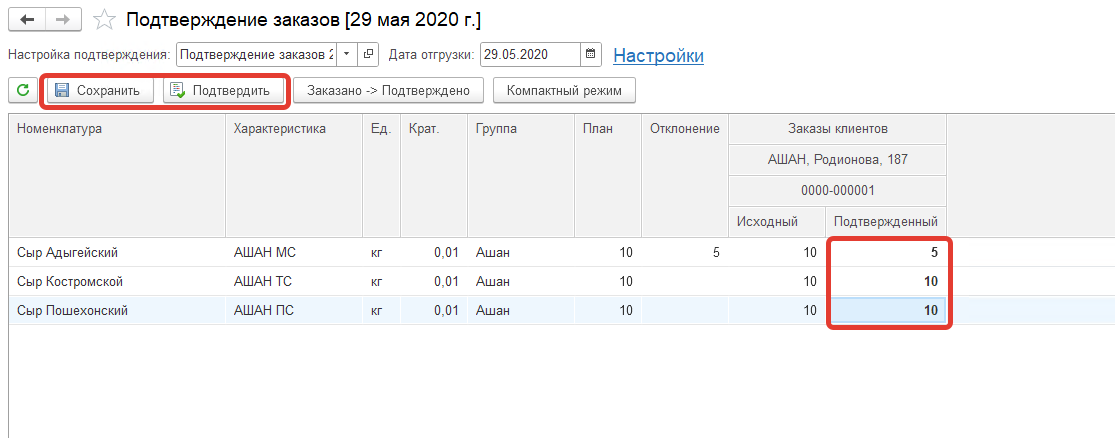 Подтверждение заказов [29 мая 2020 г.]
Настройка подтверждения: Подтверждение заказов 2 Дата отгрузки: 29.05.2020 Настройки
Сохранить Подтвердить Заказано -> Подтверждено Компактный режим
Номенклатура Характеристика Ед. Крат. Группа План Отклонение Заказы клиентов
АШАН, Родионова, 187
0000-000001
Исходный Подтвержденный
Сыр Адыгейский АШАН МС кг 0,01 Ашан 10 5 10 5
Сыр Костромской АШАН ТС кг 0,01 Ашан 10 10 10
Сыр Пошехонский АШАН ПС кг 0,01 Ашан 10 10 10